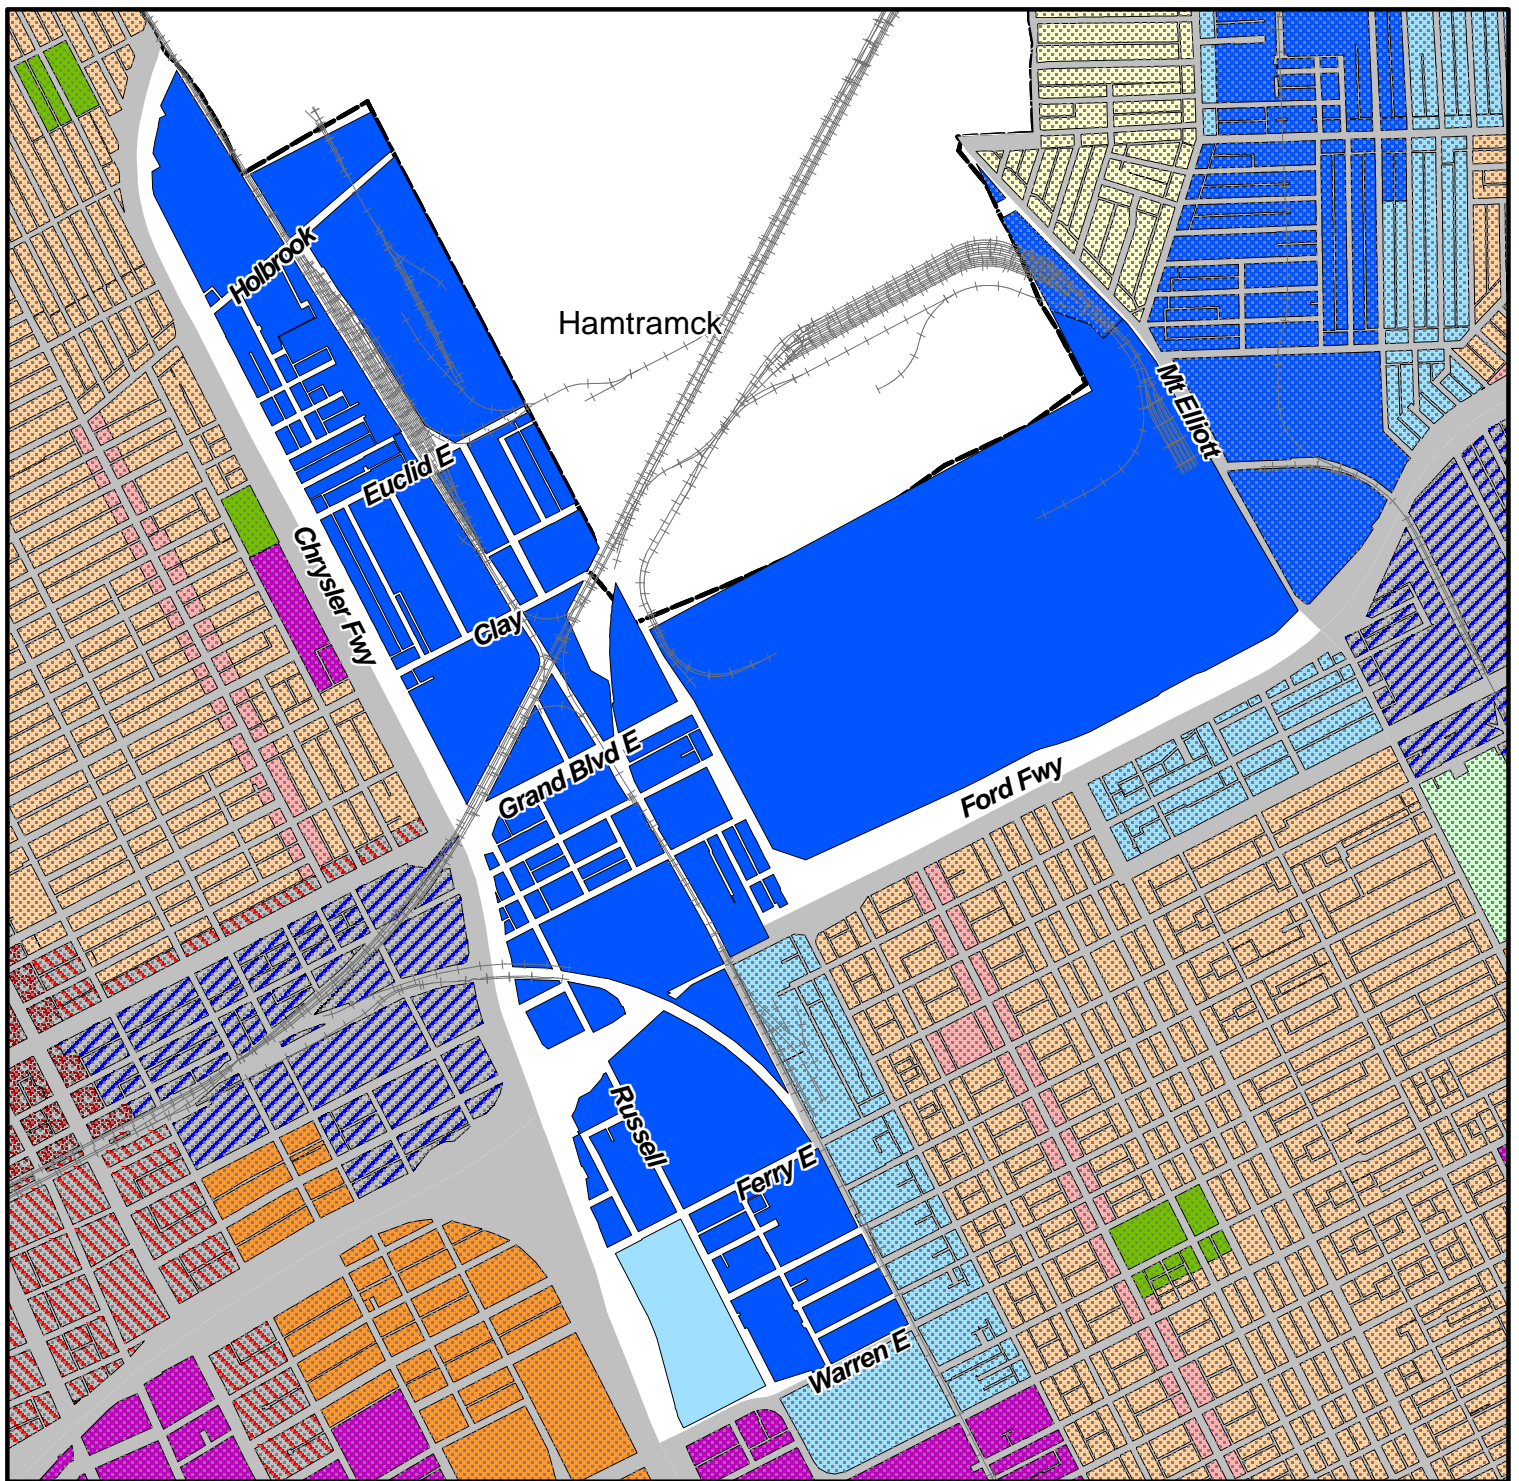 Holbrook
Hamtramck
Mt Elliott
Euclid E
Chrysler Fwy
Clay
Grand Blvd E
Ford Fwy
Russell
Ferry E
Warren E